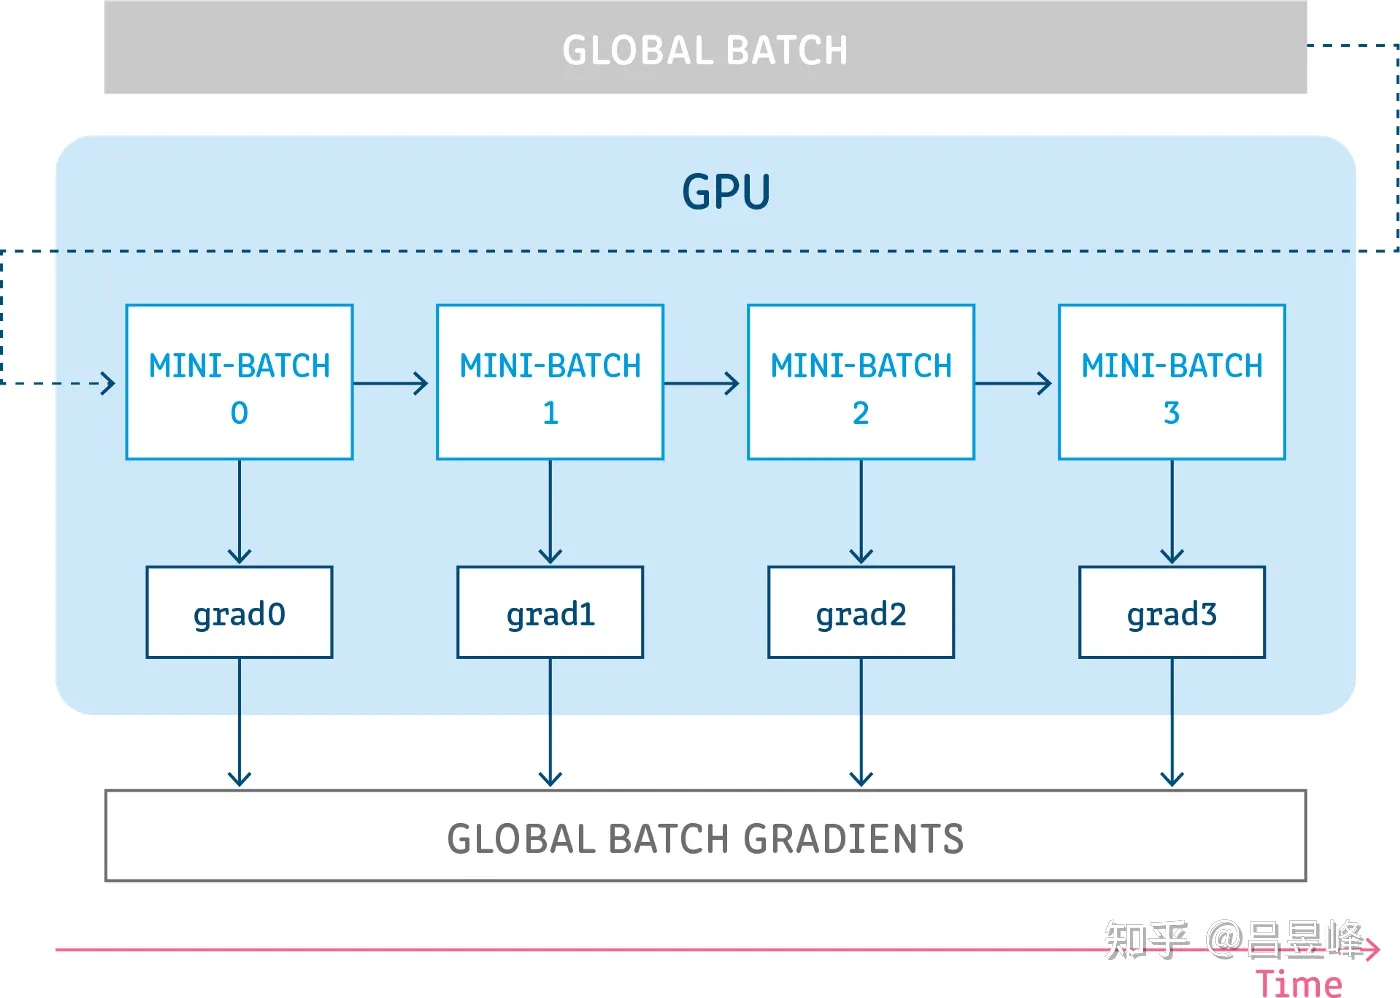 GLOBAL BATCH
GPU
MINI-BATCH
0
MINI-BATCH
1
MINI-BATCH
2
MINI-BATCH
3
grad0
grad1
grad2
grad3
GLOBAL BATCH GRADIENTS
知乎 @吕昱峰
Time